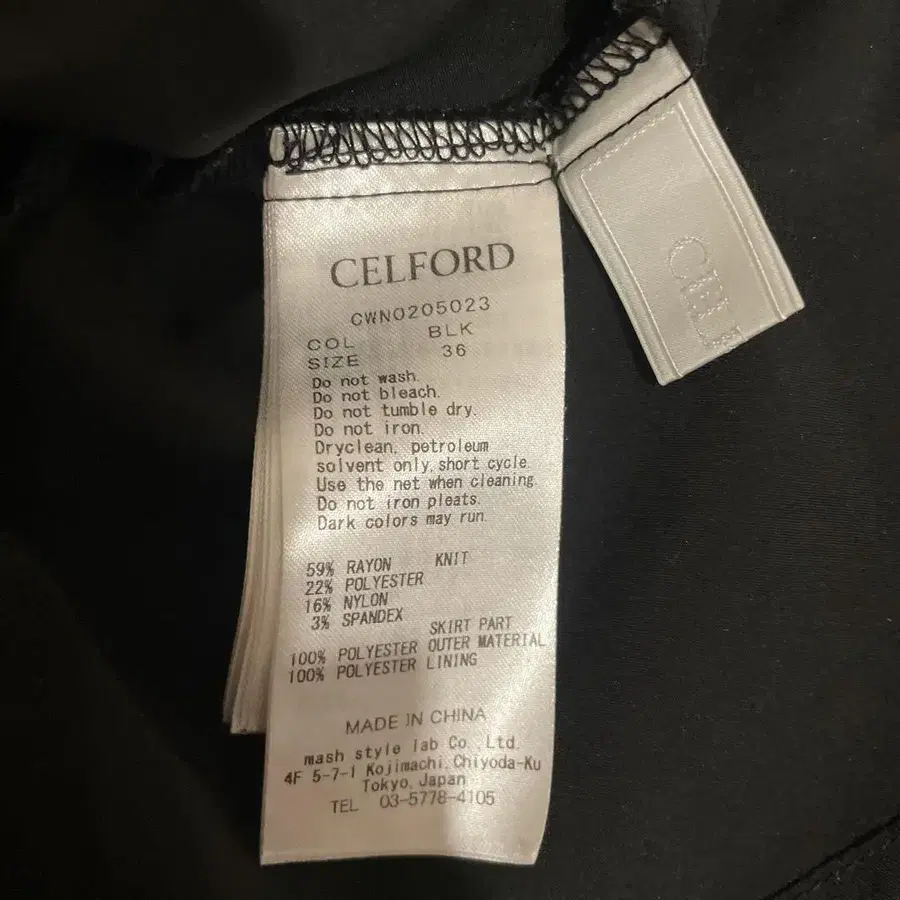 CELFORD
CWNO205023
COL BLK
SIZE 36
Do not wash.
Do not bleach.
Do not tumble dry.
Do not iron.
Dryclean, petroleum
solvent only, short cycle.
Use the net when cleaning.
Do not iron pleats.
Dark colors may run.
59% RAYON KNIT
22% POLYESTER
16% NYLON
3% SPANDEX
SKIRT PART
100% POLYESTER OUTER MATERIAL
100% POLYESTER LINING
MADE IN CHINA
mash style lab Co.,Ltd.
4F 5-7-1 Kojimachi,Chiyoda-Ku
Tokyo,Japan
TEL 03-5778-4105